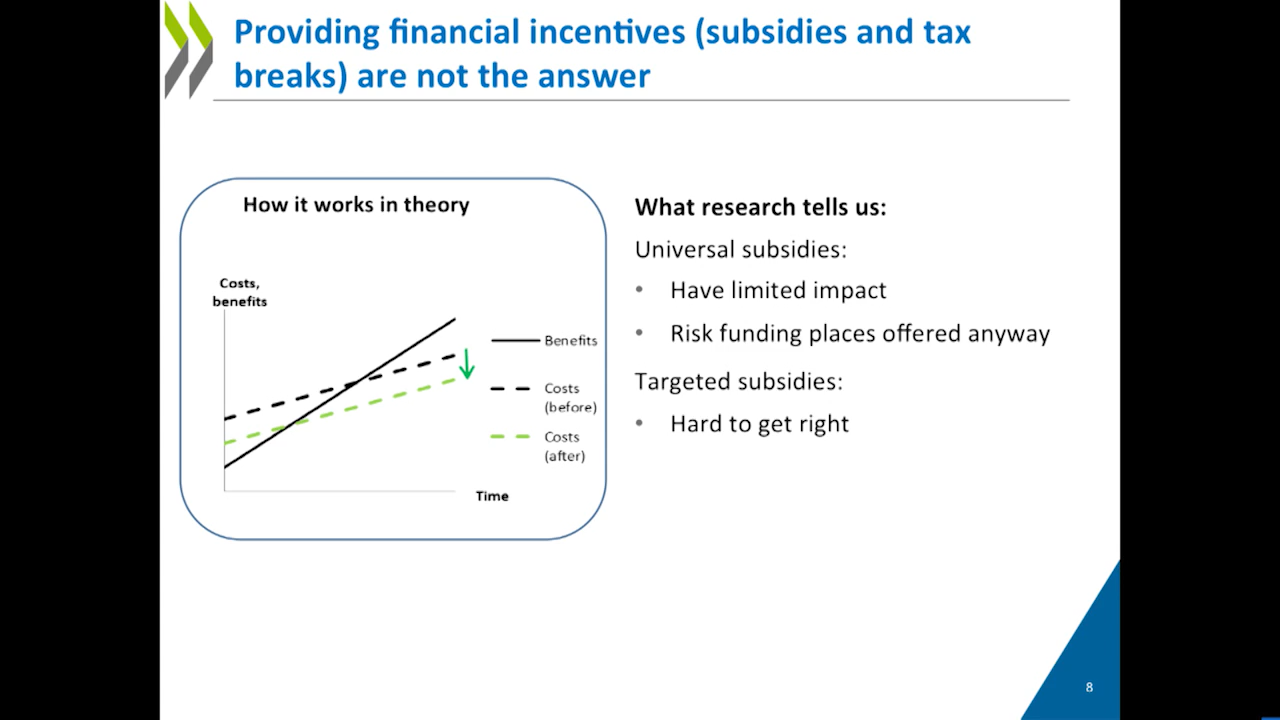 Providing financial incentives (subsidies and tax
breaks) are not the answer
How it works in theory
Costs,
benefits
Benefits
Costs
(before)
Costs
(after)
Time
What research tells us:
Universal subsidies:
• Have limited impact
• Risk funding places offered anyway
Targeted subsidies:
• Hard to get right
8